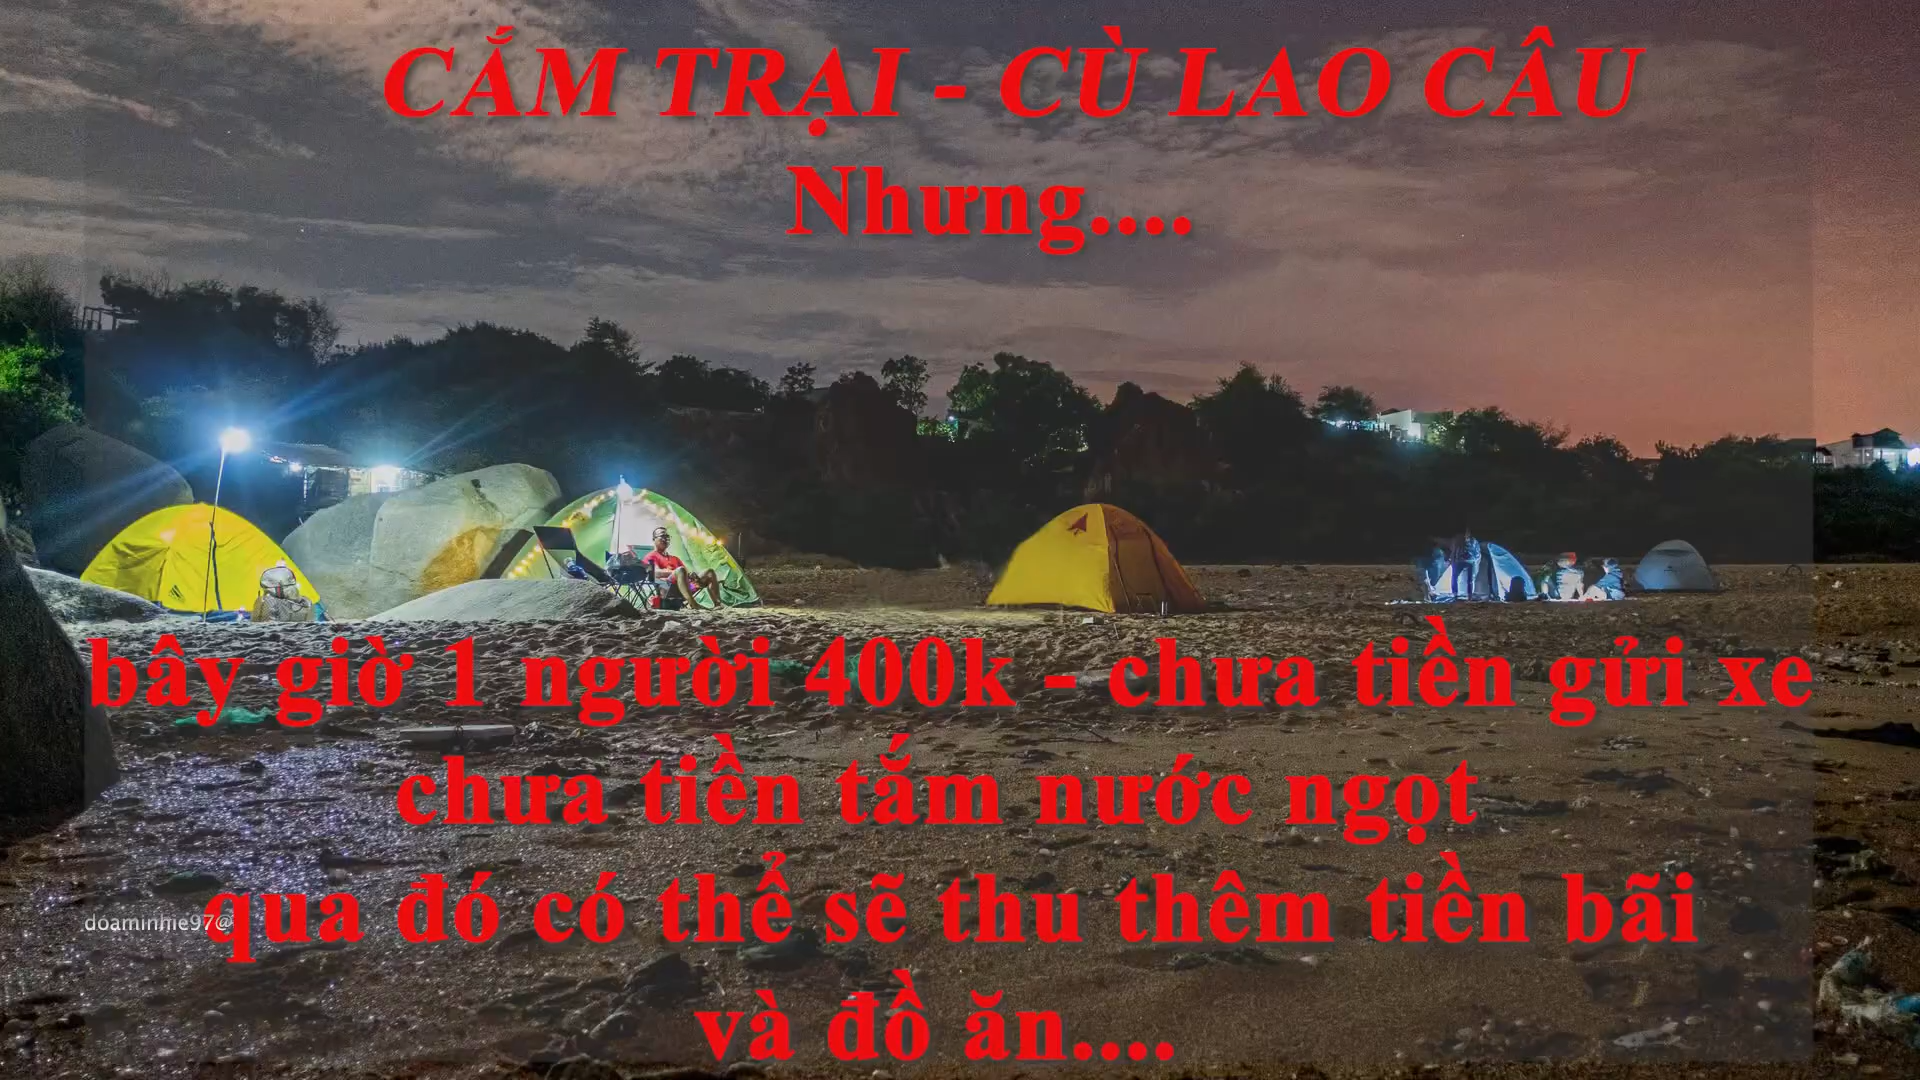 CẮM TRẠI - CÙ LAO CÂU
Nhưng....
bây giờ 1 người 400k - chưa tiền gửi xe
chưa tiền tắm nước ngọt
qua đó có thể sẽ thu thêm tiền bãi
và đồ ăn....
doaminhie97@